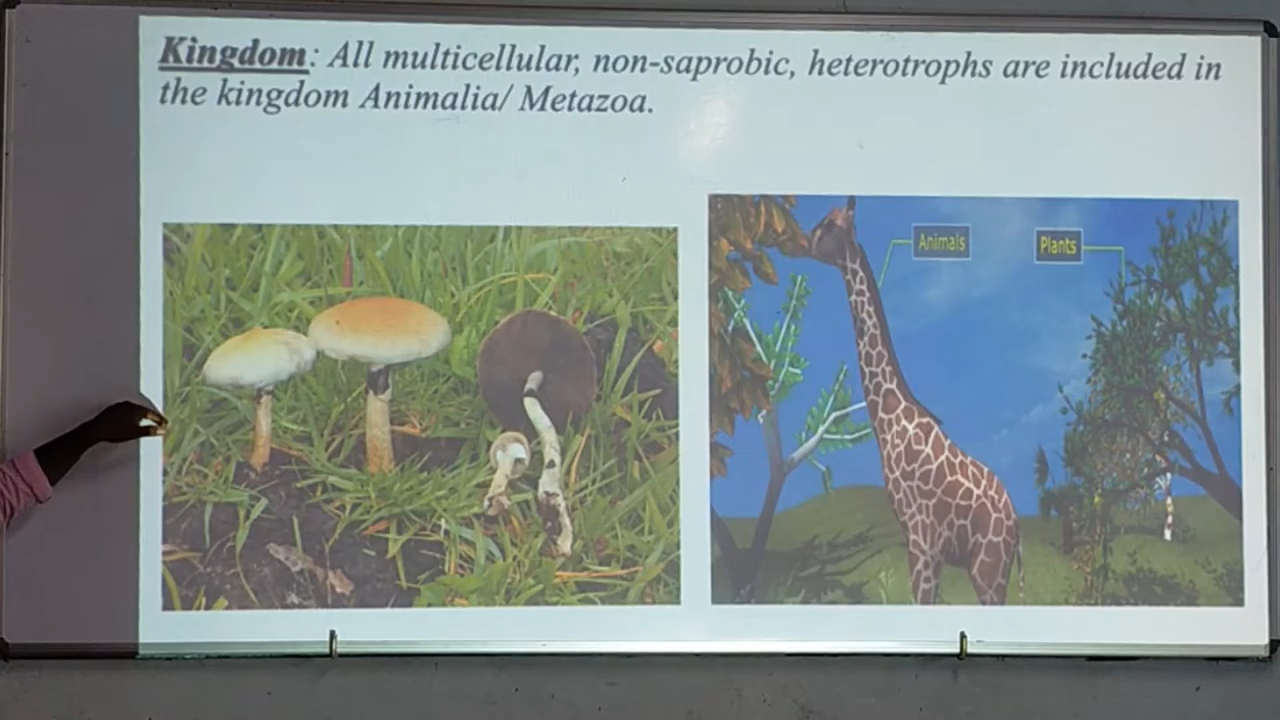 Kingdom: All multicellular, non-saprobic, heterotrophs are included in
the kingdom Animalia/ Metazoa.
Animals
Plants